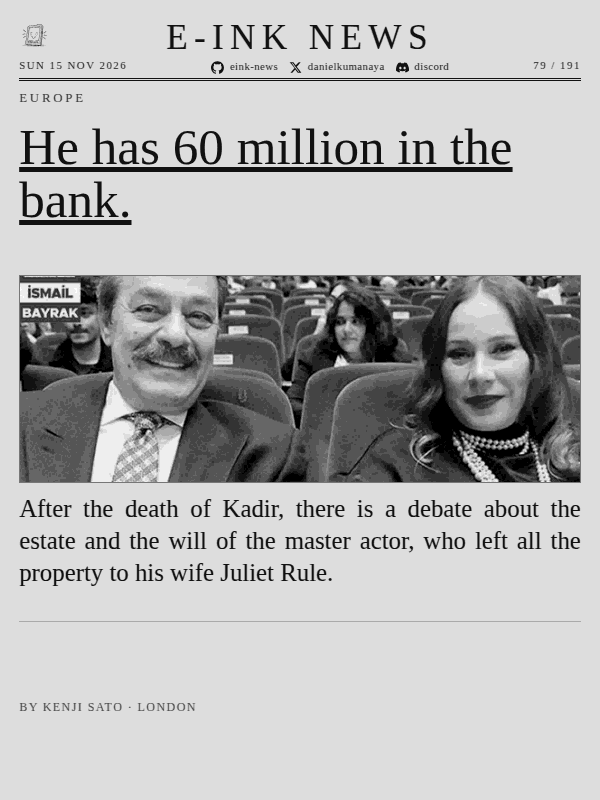 E-INK NEWS
SUN 15 NOV 2026
eink-news danielkumanaya discord
79 / 191
EUROPE
He has 60 million in the
bank.
İSMAİL
BAYRAK
After the death of Kadir, there is a debate about the
estate and the will of the master actor, who left all the
property to his wife Juliet Rule.
BY KENJI SATO · LONDON